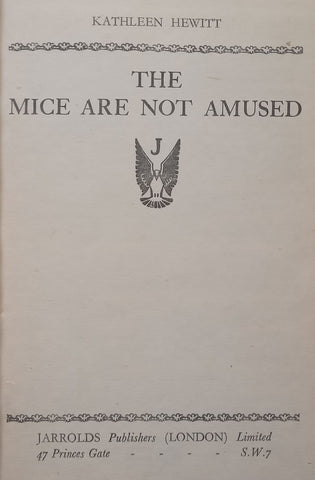 KATHLEEN HEWITT
THE
MICE ARE NOT AMUSED
J
JARROLDS Publishers (LONDON) Limited
47 Princes Gate - - - - S.W.7